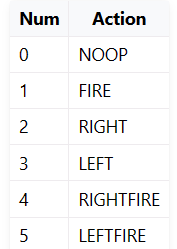 Num Action
0 NOOP
1 FIRE
2 RIGHT
3 LEFT
4 RIGHTFIRE
5 LEFTFIRE